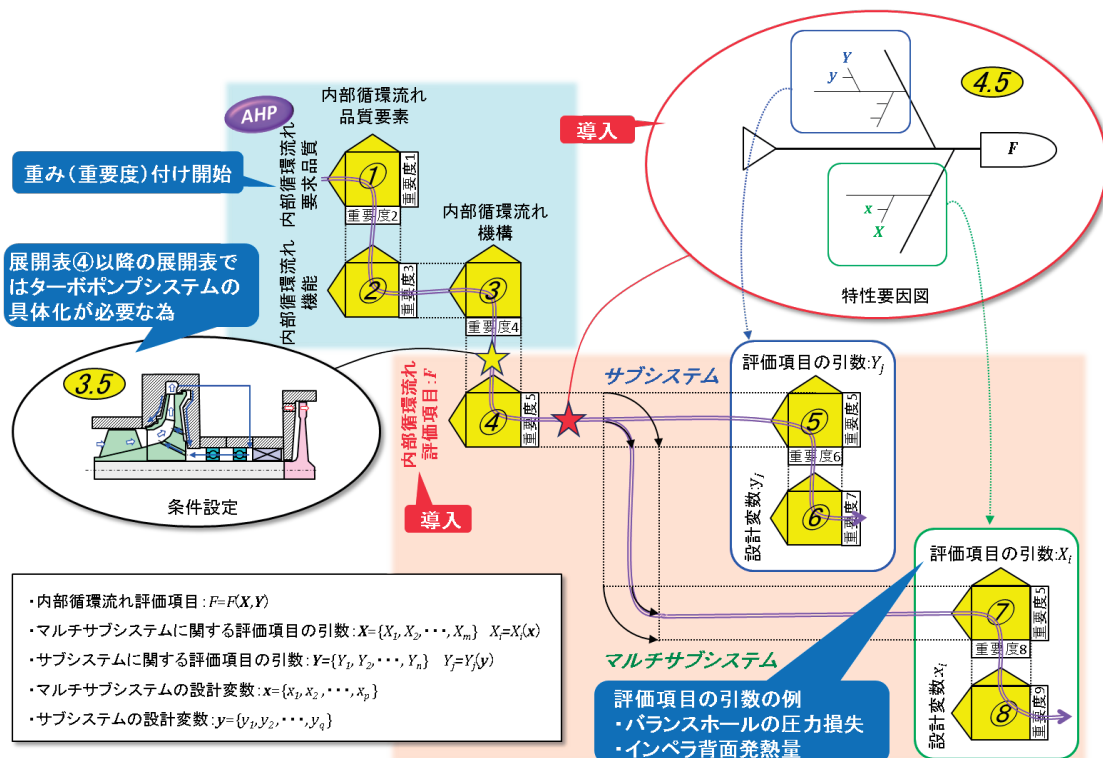 AHP
内部循環流れ
品質要素
重み(重要度)付け開始
内部循環流れ
要求品質
①
重要度1
重要度2
内部循環流れ
機構
展開表④以降の展開表で
はターボポンプシステムの
具体化が必要な為
内部循環流れ
機能
②
重要度3
③
重要度4
導入
4.5
Y
y
F
x
X
特性要因図
3.5
条件設定
内部循環流れ
評価項目:F
④
重要度5
導入
サブシステム
評価項目の引数:Yj
⑤
重要度5
重要度6
設計変数:yj
⑥
重要度7
評価項目の引数:Xi
⑦
重要度5
重要度8
設計変数:xi
⑧
重要度9
マルチサブシステム
評価項目の引数の例
・バランスホールの圧力損失
・インペラ背面発熱量
・内部循環流れ評価項目:F=F(X,Y)
・マルチサブシステムに関する評価項目の引数:X={X1,X2,・・・,Xm} Xi=Xi(x)
・サブシステムに関する評価項目の引数:Y={Y1,Y2,・・・,Yn} Yj=Yj(y)
・マルチサブシステムの設計変数:x={x1,x2,・・・,xp}
・サブシステムの設計変数:y={y1,y2,・・・,yq}